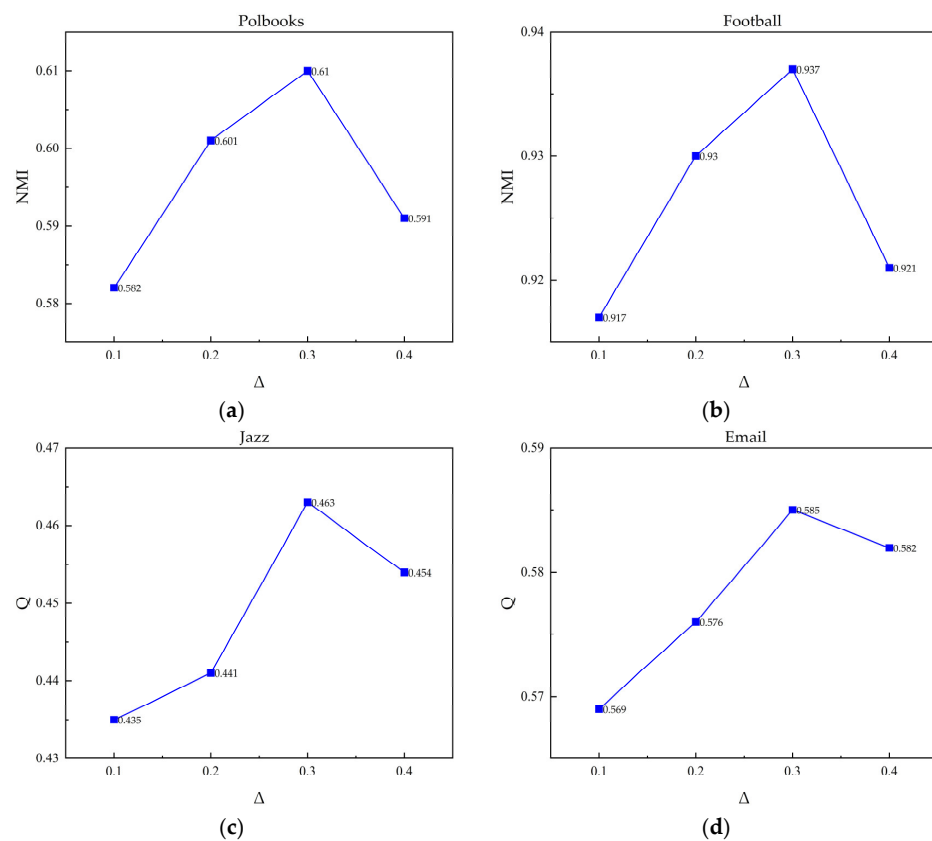 Polbooks
0.61
0.60
0.59
0.58
NMI
0.582
0.601
0.61
0.591
0.1 0.2 0.3 0.4
Δ
(a)
Football
0.94
0.93
0.92
NMI
0.917
0.93
0.937
0.921
0.1 0.2 0.3 0.4
Δ
(b)
Jazz
0.47
0.46
0.45
0.44
0.43
Q
0.435
0.441
0.463
0.454
0.1 0.2 0.3 0.4
Δ
(c)
Email
0.59
0.58
0.57
Q
0.569
0.576
0.585
0.582
0.1 0.2 0.3 0.4
Δ
(d)